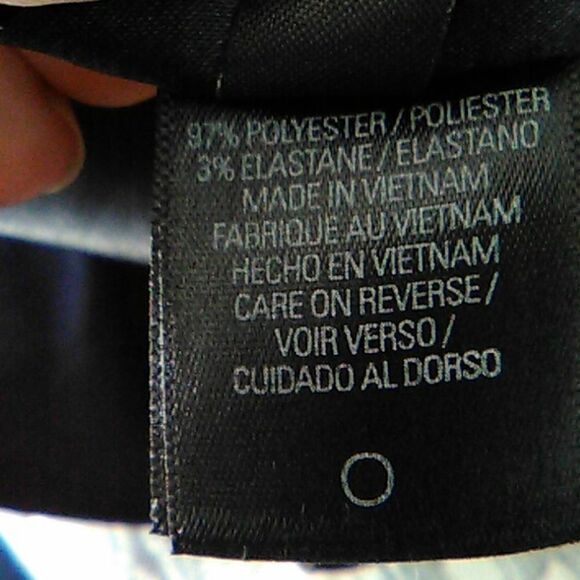 97% POLYESTER / POLIESTER
3% ELASTANE / ELASTANO
MADE IN VIETNAM
FABRIQUE AU VIETNAM
HECHO EN VIETNAM
CARE ON REVERSE /
VOIR VERSO /
CUIDADO AL DORSO